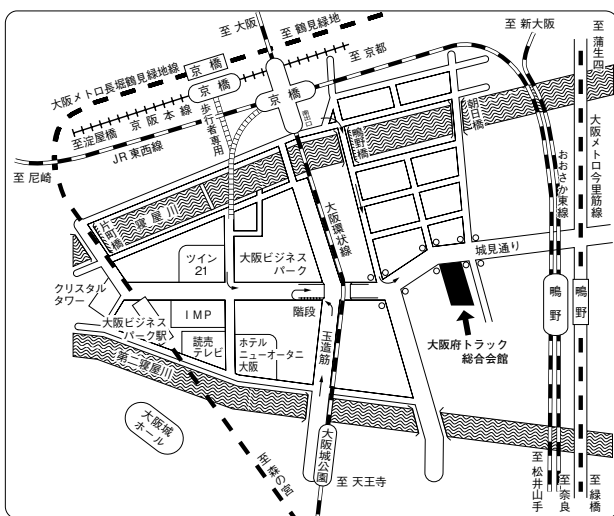 至 大阪
至 鶴見緑地
至 新大阪
至 蒲生四
大阪メトロ長堀鶴見緑地線
京橋
京橋
京橋
至 京都
京阪本線
至 淀屋橋
JR東西線
至 尼崎
歩行者専用
南出口
鴫野橋
朝日橋
大阪メトロ今里筋線
おおさか東線
片町橋
寝屋川
大阪環状線
城見通り
ツイン
21
大阪ビジネス
パーク
クリスタル
タワー
大阪ビジネス
パーク駅
IMP
階段
読売
テレビ
ホテル
ニューオータニ
大阪
玉造筋
大阪府トラック
総合会館
鴫野
鴫野
第二寝屋川
大阪城
ホール
大阪城公園
至 森の宮
至 天王寺
至 松井山手
至 奈良
至 緑橋